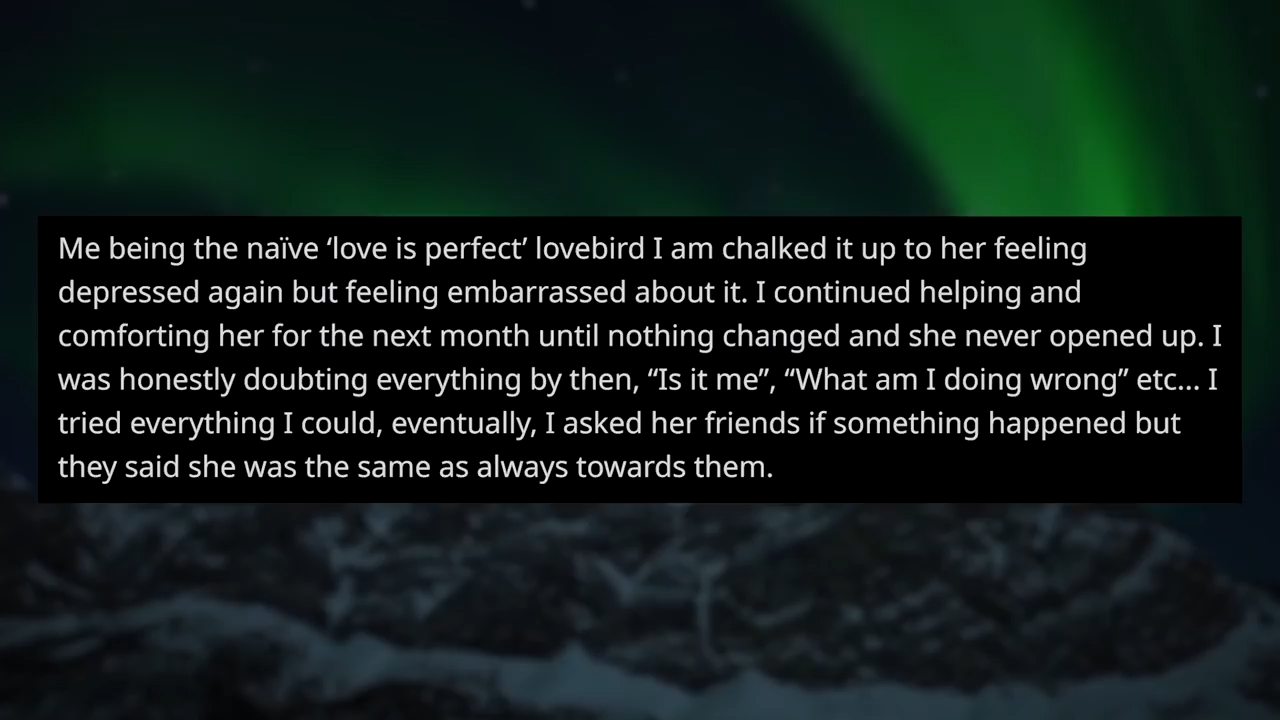 Me being the naïve ‘love is perfect’ lovebird I am chalked it up to her feeling
depressed again but feeling embarrassed about it. I continued helping and
comforting her for the next month until nothing changed and she never opened up. I
was honestly doubting everything by then, “Is it me”, “What am I doing wrong” etc... I
tried everything I could, eventually, I asked her friends if something happened but
they said she was the same as always towards them.